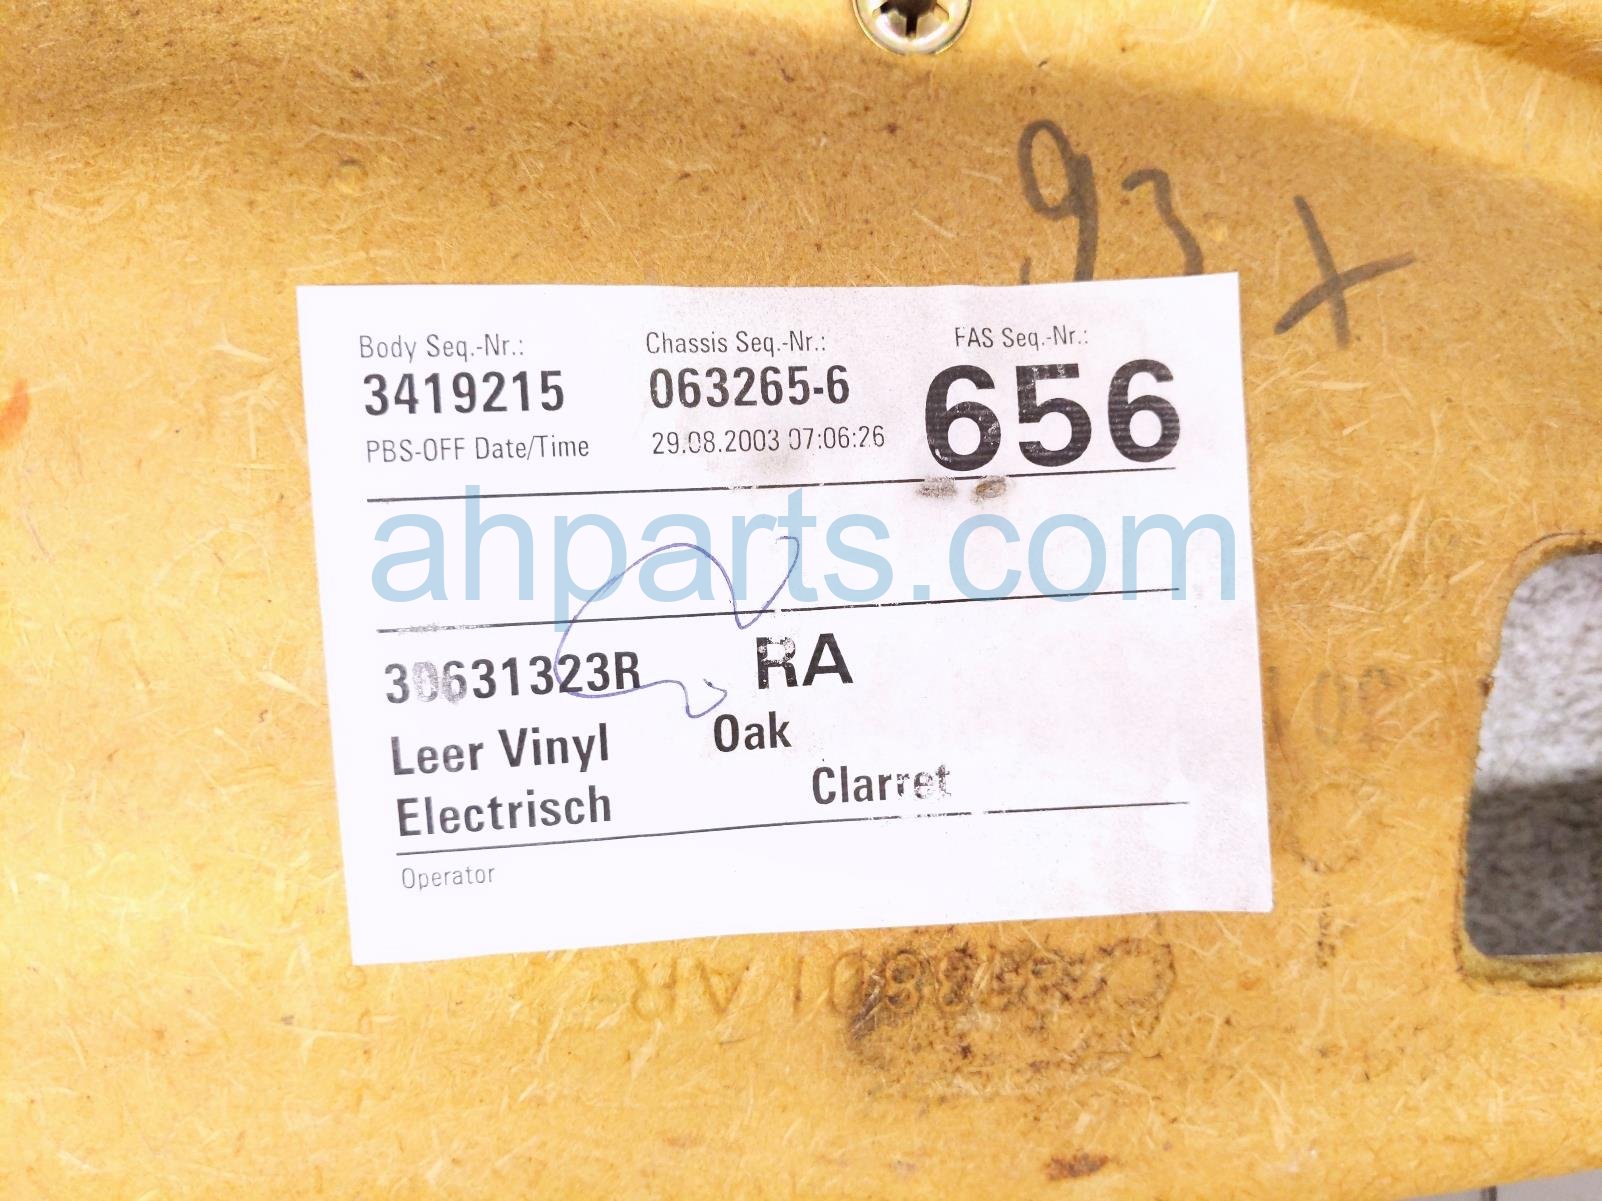 93 X
Body Seq.-Nr.: Chassis Seq.-Nr.: FAS Seq.-Nr.:
3419215 063265-6 656
PBS-OFF Date/Time 29.08.2003 07:06:26
ahparts.com
30631323R RA
Leer Vinyl Oak
Electrisch Clarret
Operator